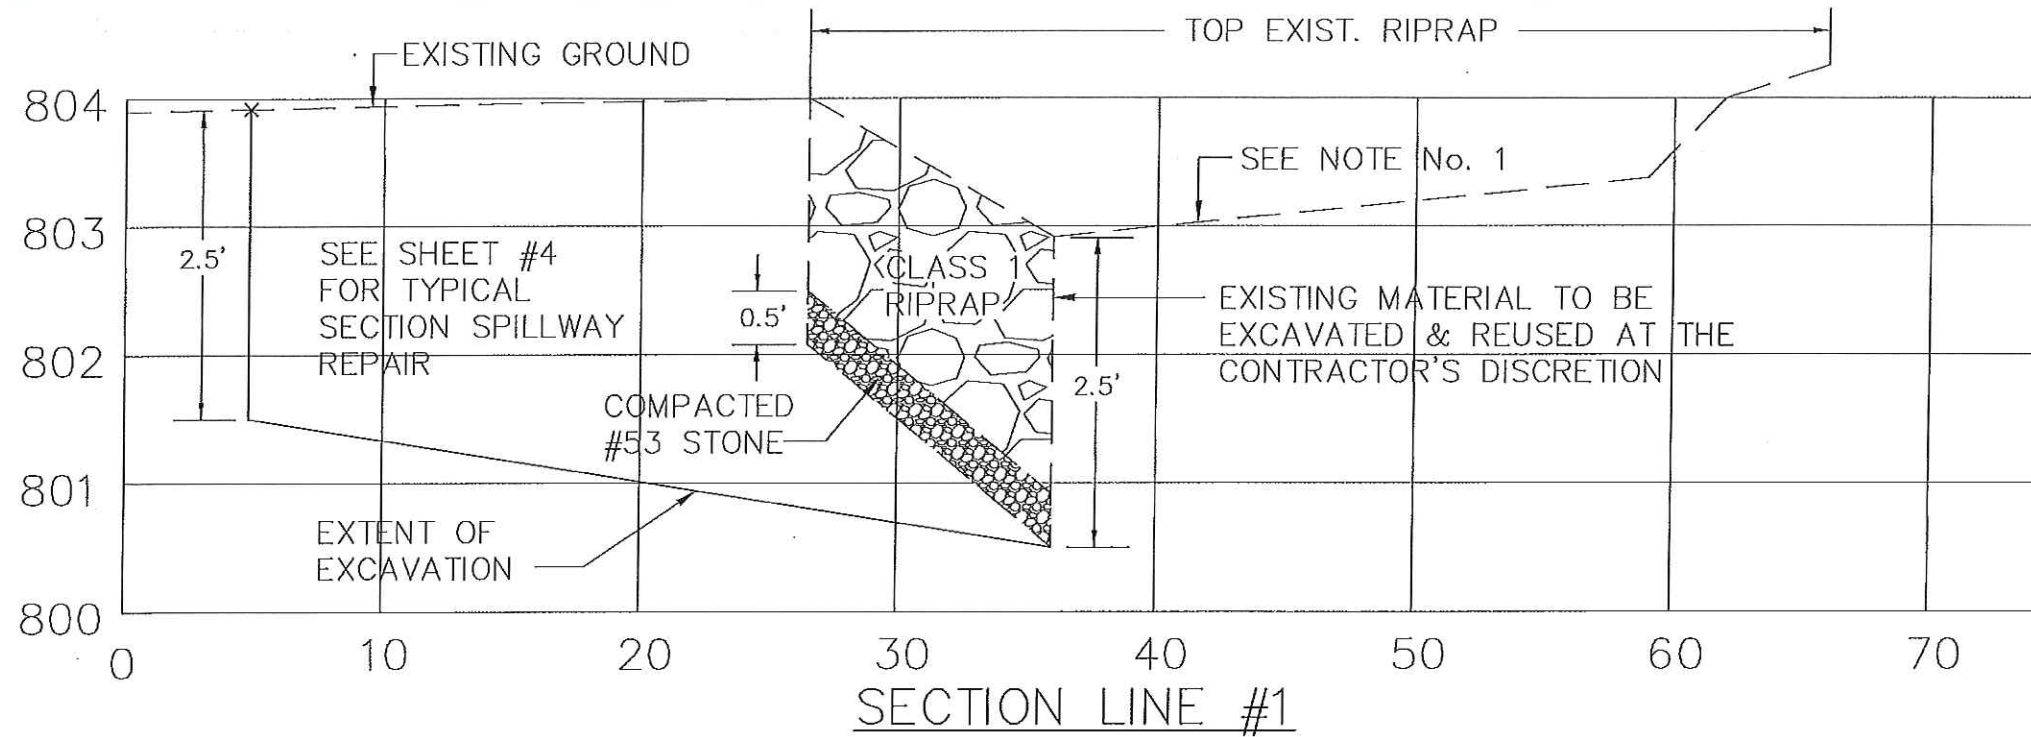 TOP EXIST. RIPRAP
EXISTING GROUND
804
SEE NOTE No. 1
803
2.5'
SEE SHEET #4
FOR TYPICAL
SECTION SPILLWAY
REPAIR
CLASS 1
RIPRAP
0.5'
EXISTING MATERIAL TO BE
EXCAVATED & REUSED AT THE
CONTRACTOR'S DISCRETION
802
2.5'
COMPACTED
#53 STONE
801
EXTENT OF
EXCAVATION
800
0 10 20 30 40 50 60 70
SECTION LINE #1